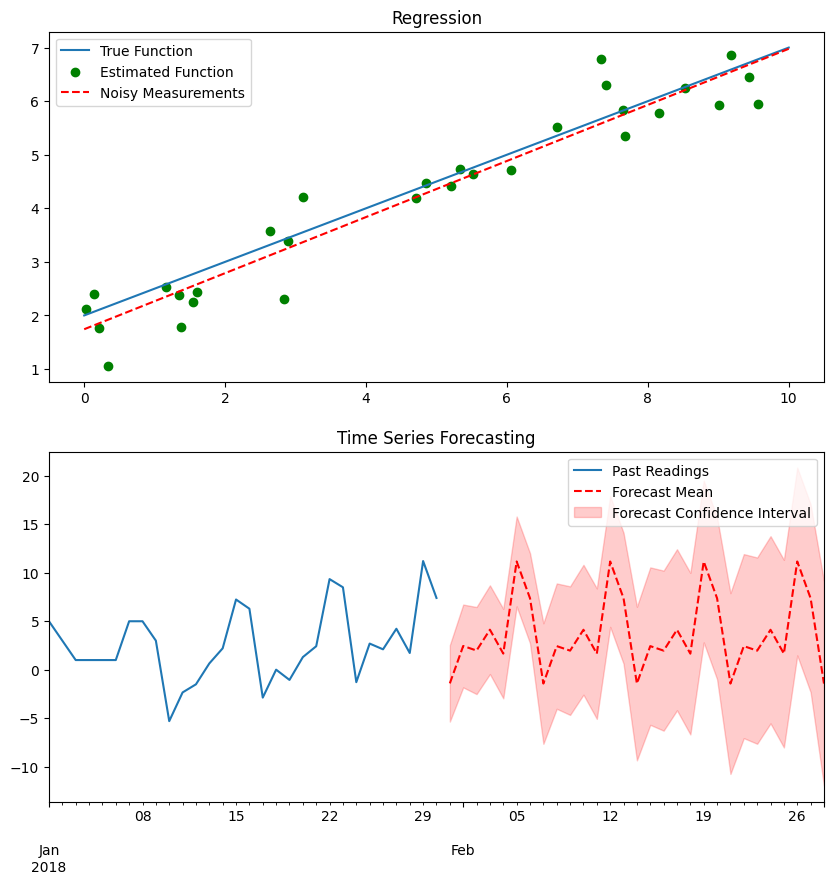 Regression
True Function
Estimated Function
Noisy Measurements
7
6
5
4
3
2
1
0 2 4 6 8 10
Time Series Forecasting
Past Readings
Forecast Mean
Forecast Confidence Interval
20
15
10
5
0
−5
−10
08 15 22 29 05 12 19 26
Jan Feb
2018